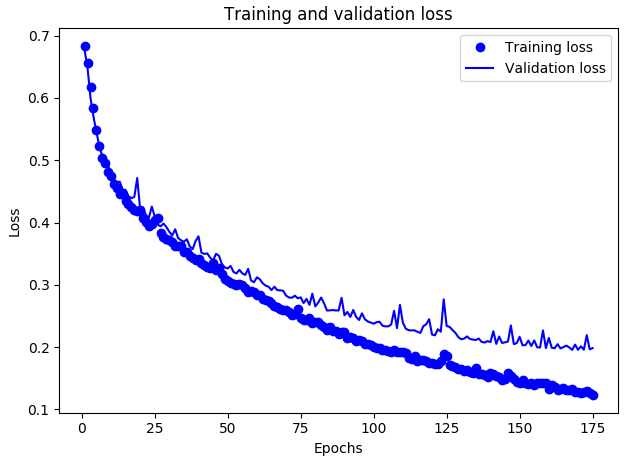 Training and validation loss
Training loss
Validation loss
0.7
0.6
0.5
0.4
0.3
0.2
0.1
Loss
0 25 50 75 100 125 150 175
Epochs